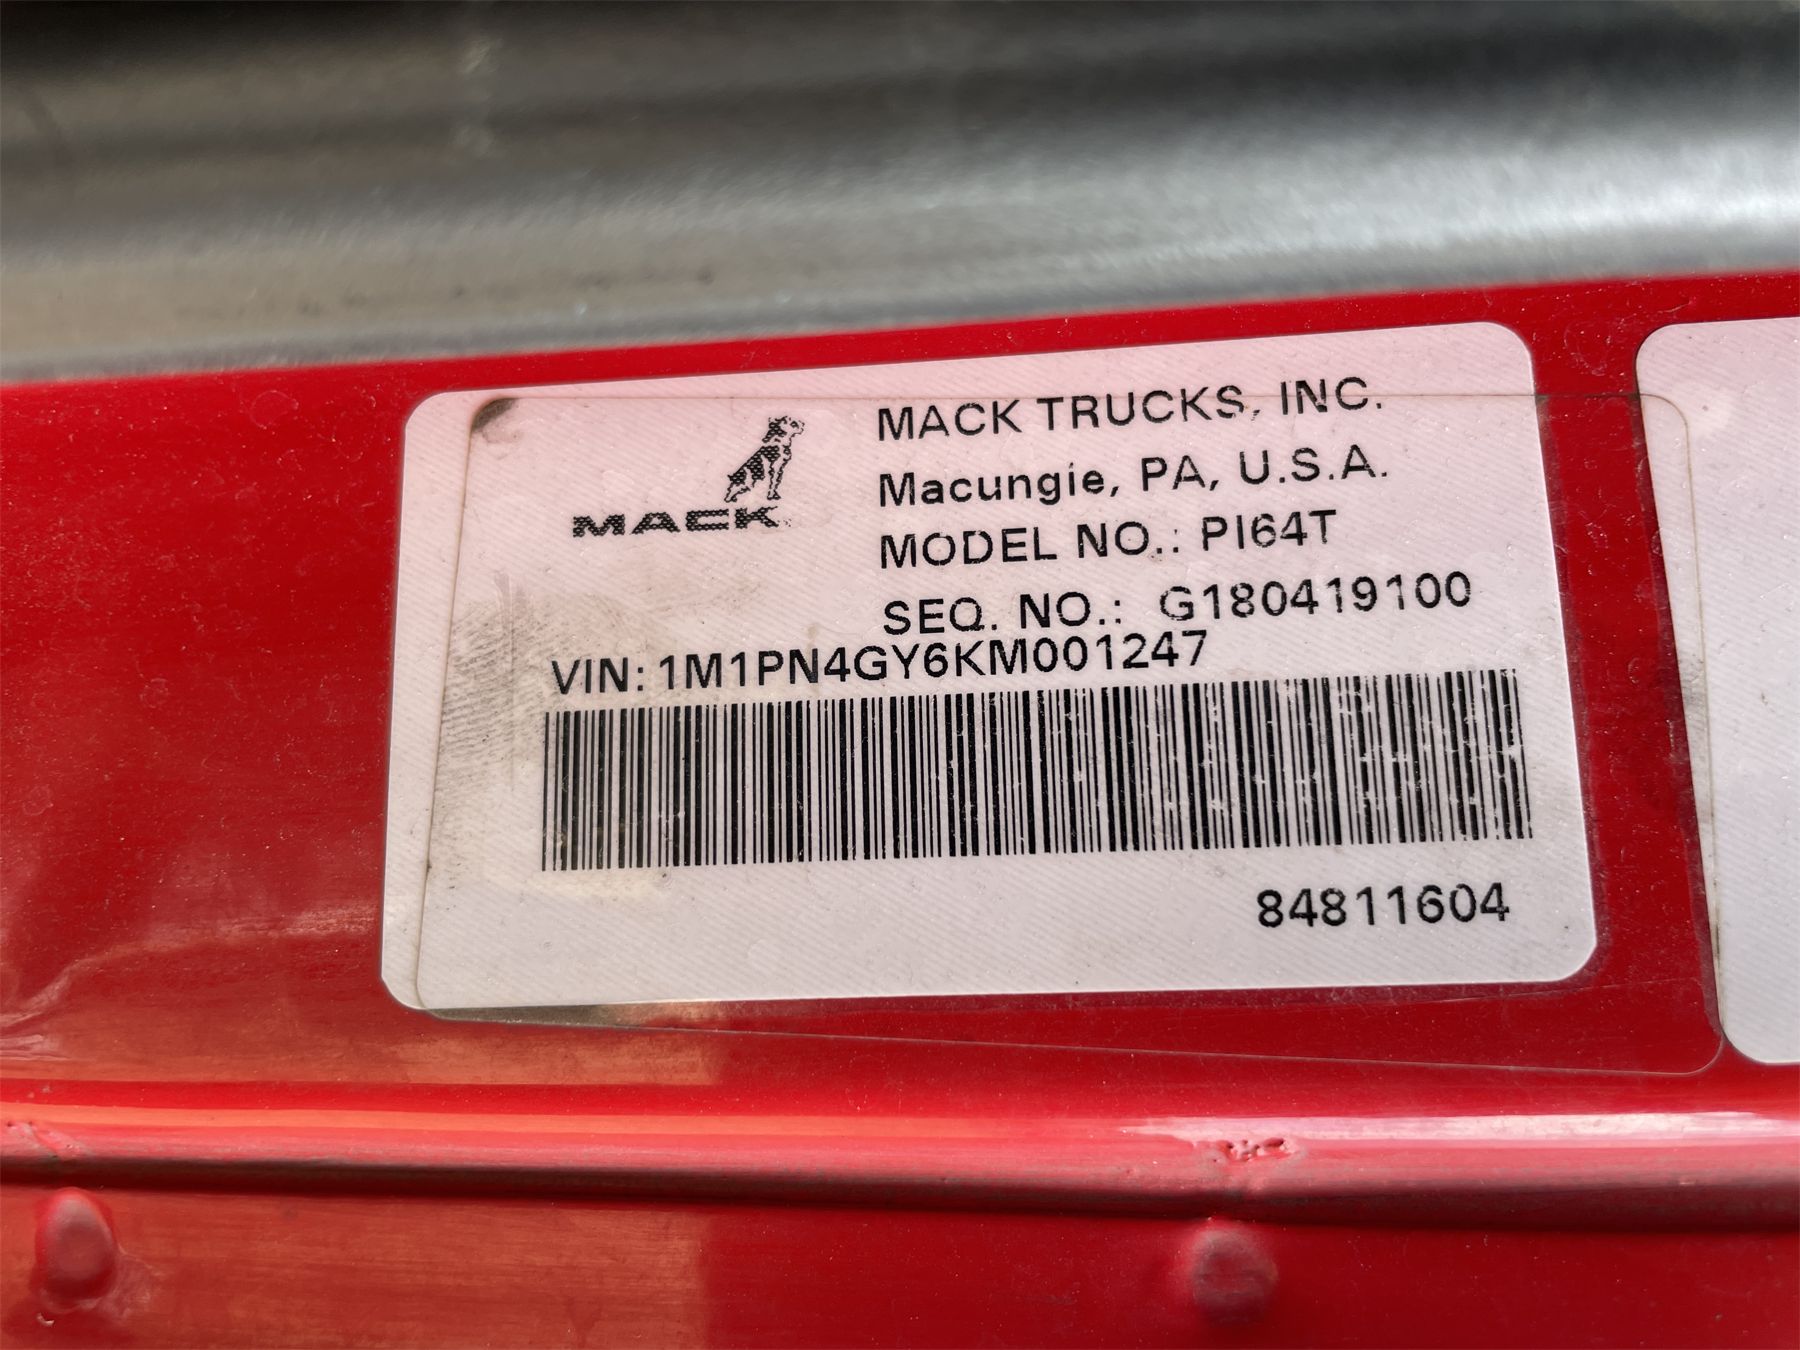 MACK
MACK TRUCKS, INC.
Macungie, PA, U.S.A.
MODEL NO.: PI64T
SEQ. NO.: G180419100
VIN: 1M1PN4GY6KM001247
84811604